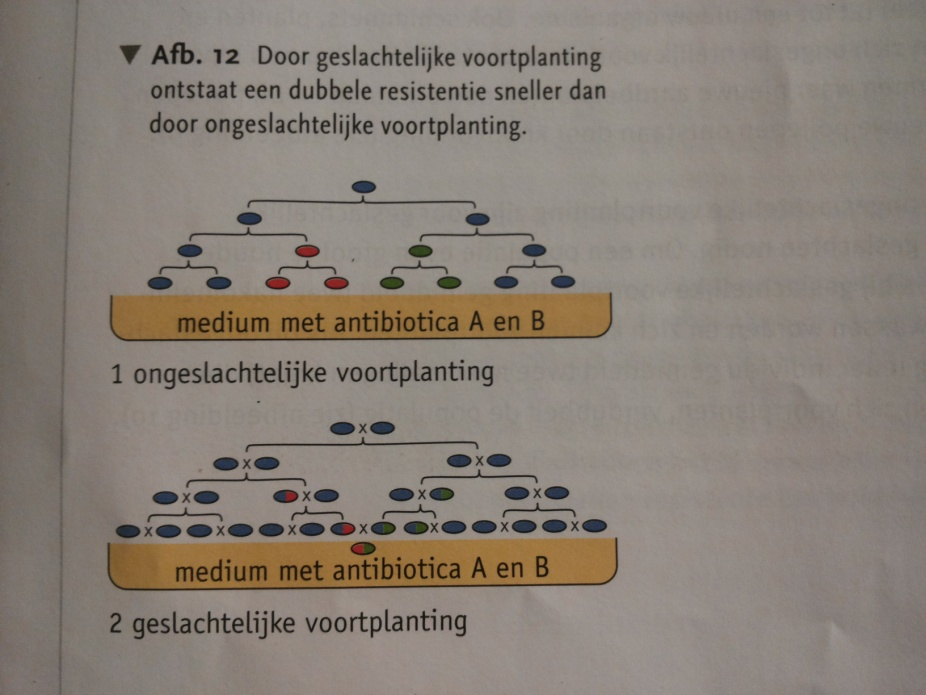 ▼ Afb. 12 Door geslachtelijke voortplanting
ontstaat een dubbele resistentie sneller dan
door ongeslachtelijke voortplanting.
medium met antibiotica A en B
1 ongeslachtelijke voortplanting
x
x x
x x x x
x x x x x x x x
medium met antibiotica A en B
2 geslachtelijke voortplanting